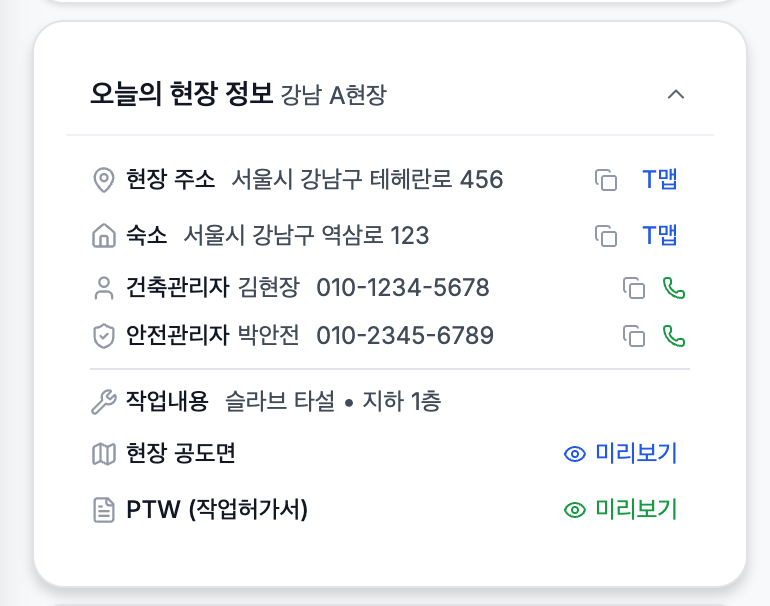 오늘의 현장 정보 강남 A현장
현장 주소 서울시 강남구 테헤란로 456 T맵
숙소 서울시 강남구 역삼로 123 T맵
건축관리자 김현장 010-1234-5678
안전관리자 박안전 010-2345-6789
작업내용 슬라브 타설 • 지하 1층
현장 공도면 미리보기
PTW (작업허가서) 미리보기